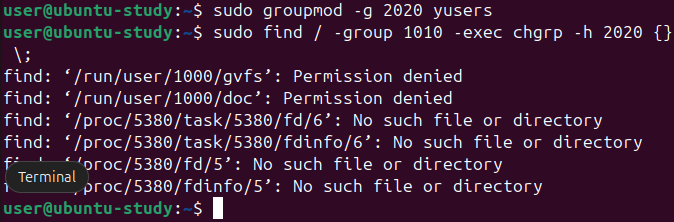 user@ubuntu-study:~$ sudo groupmod -g 2020 yusers
user@ubuntu-study:~$ sudo find / -group 1010 -exec chgrp -h 2020 {}
\;
find: ‘/run/user/1000/gvfs’: Permission denied
find: ‘/run/user/1000/doc’: Permission denied
find: ‘/proc/5380/task/5380/fd/6’: No such file or directory
find: ‘/proc/5380/task/5380/fdinfo/6’: No such file or directory
/proc/5380/fd/5’: No such file or directory
Terminal
/proc/5380/fdinfo/5’: No such file or directory
user@ubuntu-study:~$